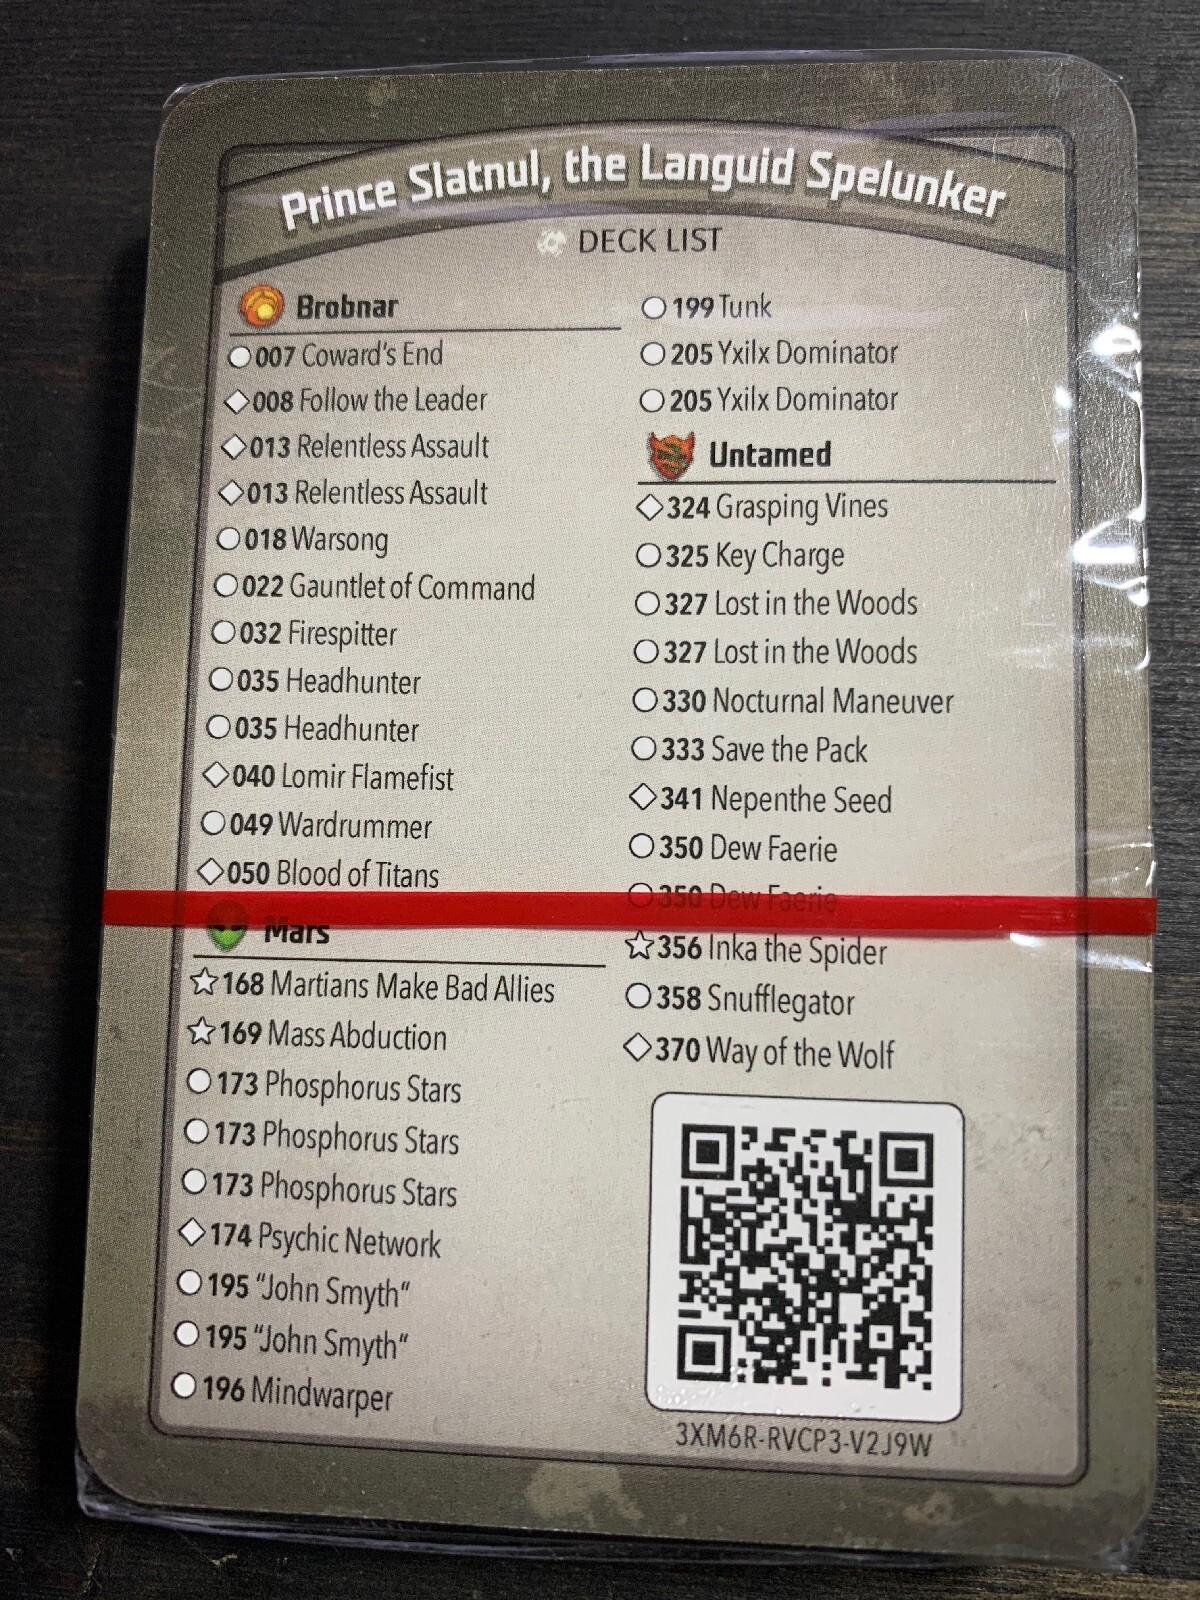 Prince Slatnul, the Languid Spelunker
DECK LIST
Brobnar
007 Coward's End
008 Follow the Leader
013 Relentless Assault
013 Relentless Assault
018 Warsong
022 Gauntlet of Command
032 Firespitter
035 Headhunter
035 Headhunter
040 Lomir Flamefist
049 Wardrummer
050 Blood of Titans
Mars
168 Martians Make Bad Allies
169 Mass Abduction
173 Phosphorus Stars
173 Phosphorus Stars
173 Phosphorus Stars
174 Psychic Network
195 “John Smyth“
195 “John Smyth“
196 Mindwarper
199 Tunk
205 Yxilx Dominator
205 Yxilx Dominator
Untamed
324 Grasping Vines
325 Key Charge
327 Lost in the Woods
327 Lost in the Woods
330 Nocturnal Maneuver
333 Save the Pack
341 Nepenthe Seed
350 Dew Faerie
350 Dew Faerie
356 Inka the Spider
358 Snufflegator
370 Way of the Wolf
3XM6R-RVCP3-V2J9W